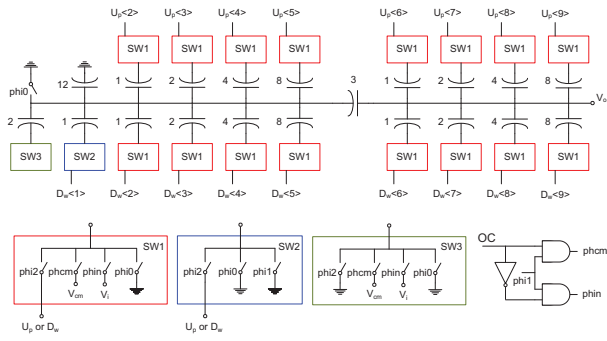 Up<2> Up<3> Up<4> Up<5> Up<6> Up<7> Up<8> Up<9>
SW1 SW1 SW1 SW1 SW1 SW1 SW1 SW1
phi0 12 1 2 4 8 3 1 2 4 8
Vo
2 1 1 2 4 8 1 2 4 8
SW3 SW2 SW1 SW1 SW1 SW1 SW1 SW1 SW1 SW1
Dw<1> Dw<2> Dw<3> Dw<4> Dw<5> Dw<6> Dw<7> Dw<8> Dw<9>
SW1
phi2 phcm phin phi0
Vcm Vi
Up or Dw
SW2
phi2 phi0 phi1
Up or Dw
SW3
phi2 phcm phin phi0
Vcm Vi
OC
phcm
phi1
phin